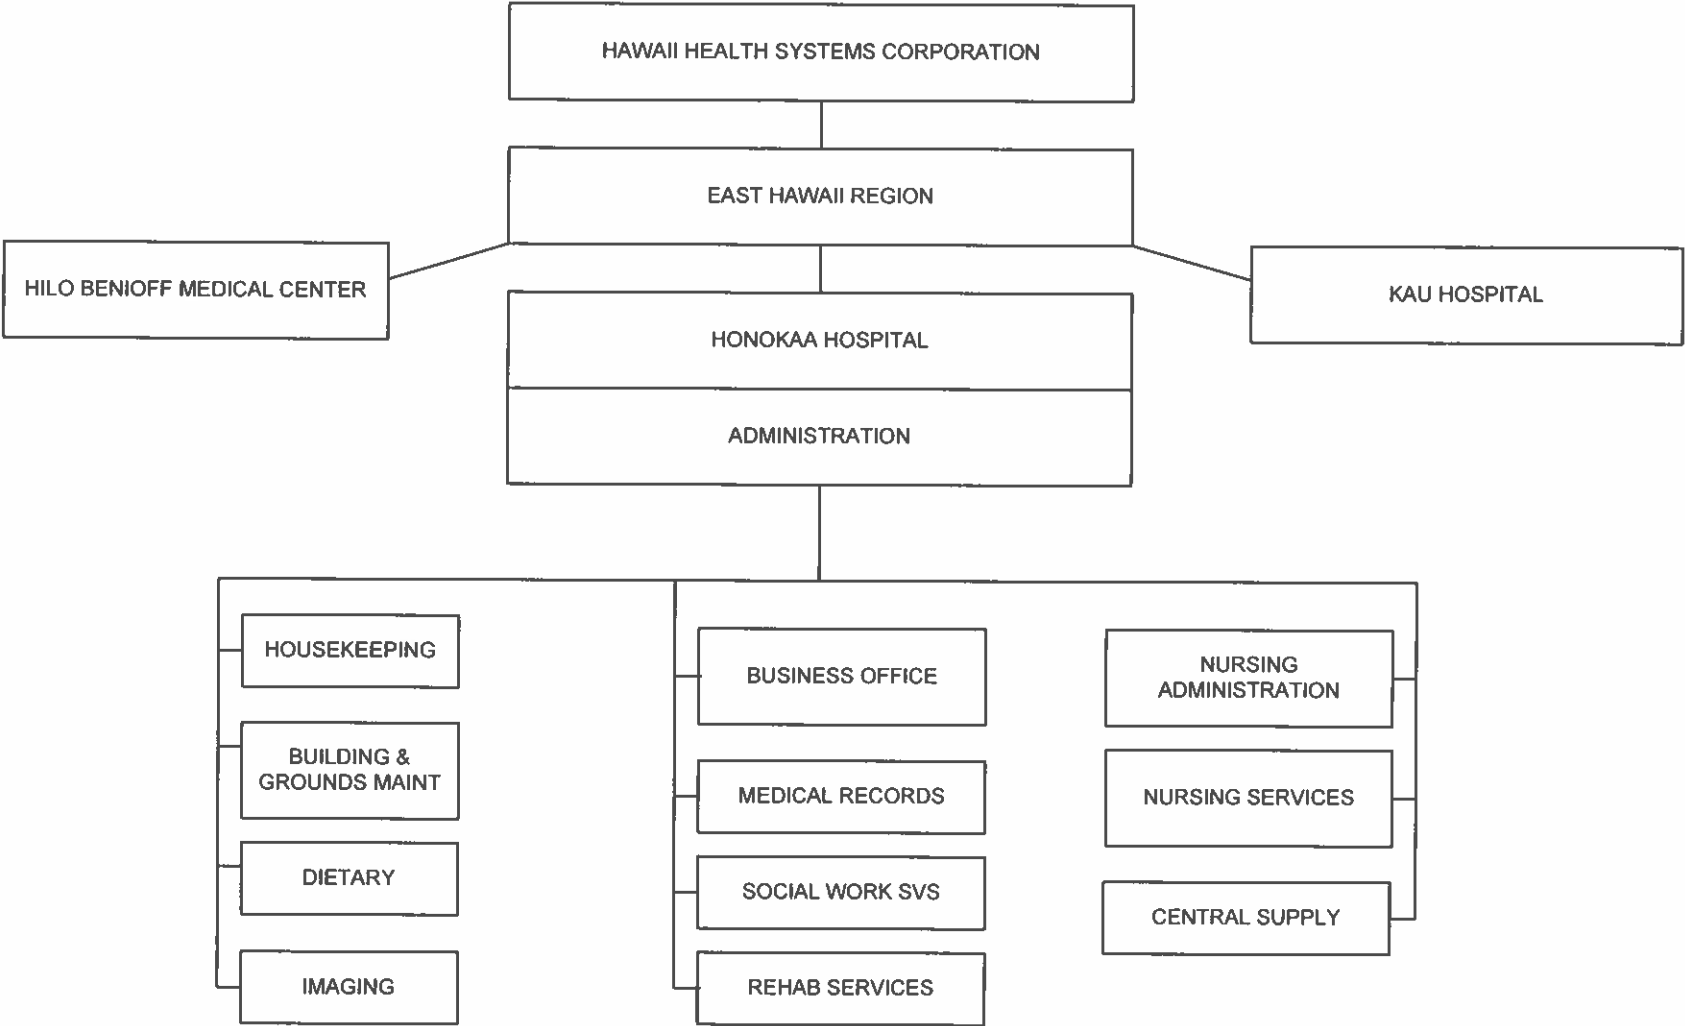 HAWAII HEALTH SYSTEMS CORPORATION
EAST HAWAII REGION
HILO BENIOFF MEDICAL CENTER
KAU HOSPITAL
HONOKAA HOSPITAL
ADMINISTRATION
HOUSEKEEPING
BUILDING &
GROUNDS MAINT
DIETARY
IMAGING
BUSINESS OFFICE
MEDICAL RECORDS
SOCIAL WORK SVS
REHAB SERVICES
NURSING
ADMINISTRATION
NURSING SERVICES
CENTRAL SUPPLY